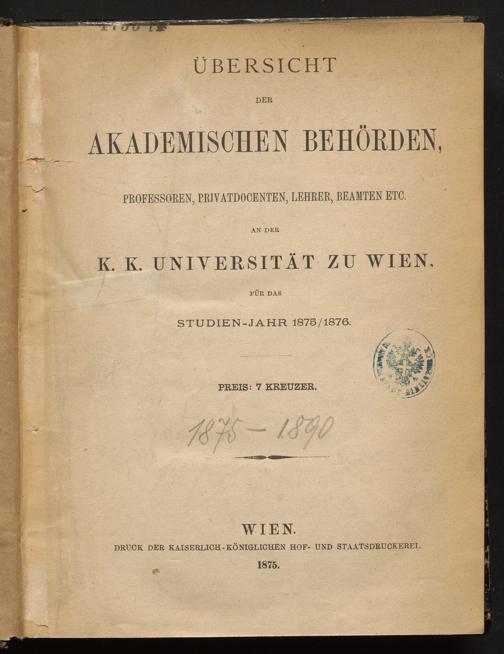 ÜBERSICHT
DER
AKADEMISCHEN BEHÖRDEN,
PROFESSOREN, PRIVATDOCENTEN, LEHRER, BEAMTEN ETC.
AN DER
K. K. UNIVERSITÄT ZU WIEN.
FÜR DAS
STUDIEN-JAHR 1875/1876.
PREIS: 7 KREUZER.
1875 - 1890
WIEN.
DRUCK DER KAISERLICH-KÖNIGLICHEN HOF- UND STAATSDRUCKEREI.
1875.